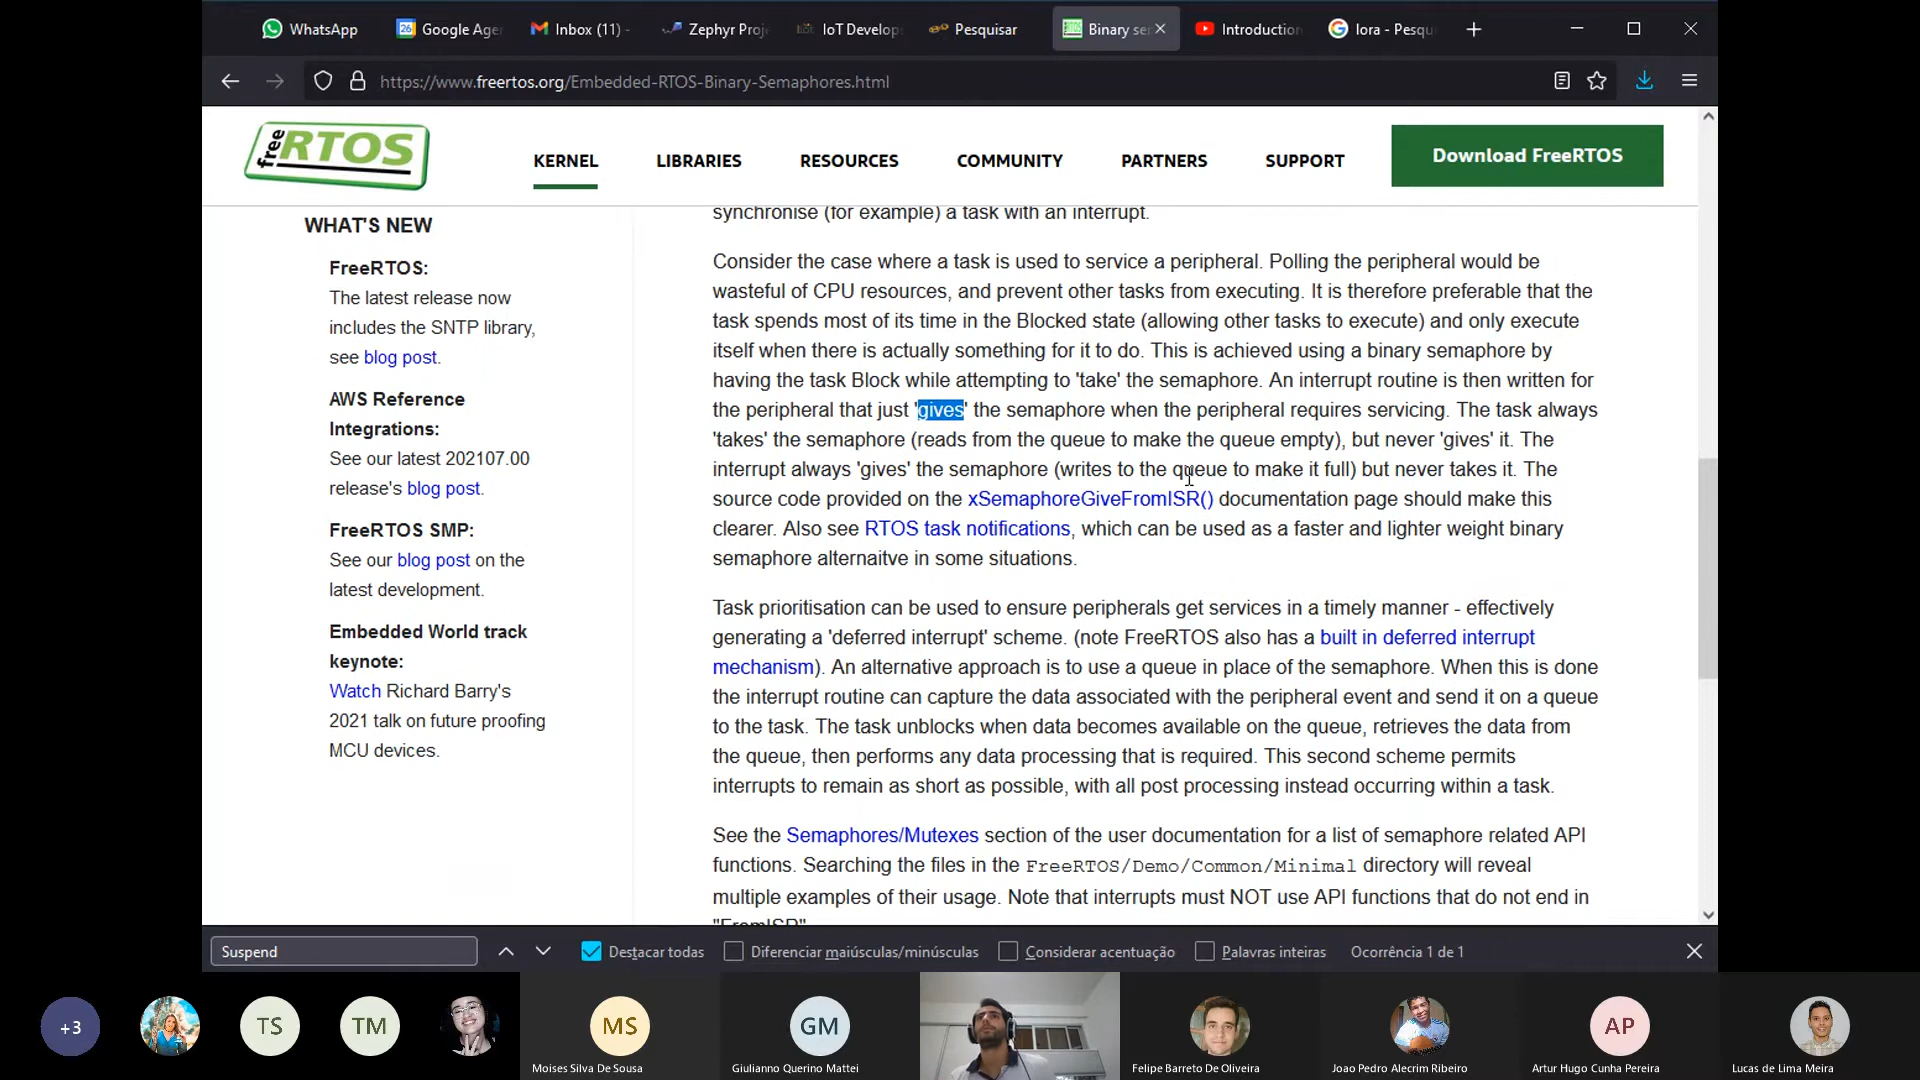 WhatsApp
Google Age
Inbox (11) -
Zephyr Proj
IoT Develop
Pesquisar
Binary se
Introduction
lora - Pesqu
https://www.freertos.org/Embedded-RTOS-Binary-Semaphores.html
free RTOS
KERNEL
LIBRARIES
RESOURCES
COMMUNITY
PARTNERS
SUPPORT
Download FreeRTOS
WHAT'S NEW
FreeRTOS:
The latest release now
includes the SNTP library,
see blog post.
AWS Reference
Integrations:
See our latest 202107.00
release's blog post.
FreeRTOS SMP:
See our blog post on the
latest development.
Embedded World track
keynote:
Watch Richard Barry's
2021 talk on future proofing
MCU devices.
synchronise (for example) a task with an interrupt.
Consider the case where a task is used to service a peripheral. Polling the peripheral would be
wasteful of CPU resources, and prevent other tasks from executing. It is therefore preferable that the
task spends most of its time in the Blocked state (allowing other tasks to execute) and only execute
itself when there is actually something for it to do. This is achieved using a binary semaphore by
having the task Block while attempting to 'take' the semaphore. An interrupt routine is then written for
the peripheral that just 'gives' the semaphore when the peripheral requires servicing. The task always
'takes' the semaphore (reads from the queue to make the queue empty), but never 'gives' it. The
interrupt always 'gives' the semaphore (writes to the queue to make it full) but never takes it. The
source code provided on the xSemaphoreGiveFromISR() documentation page should make this
clearer. Also see RTOS task notifications, which can be used as a faster and lighter weight binary
semaphore alternaitve in some situations.
Task prioritisation can be used to ensure peripherals get services in a timely manner - effectively
generating a 'deferred interrupt' scheme. (note FreeRTOS also has a built in deferred interrupt
mechanism). An alternative approach is to use a queue in place of the semaphore. When this is done
the interrupt routine can capture the data associated with the peripheral event and send it on a queue
to the task. The task unblocks when data becomes available on the queue, retrieves the data from
the queue, then performs any data processing that is required. This second scheme permits
interrupts to remain as short as possible, with all post processing instead occurring within a task.
See the Semaphores/Mutexes section of the user documentation for a list of semaphore related API
functions. Searching the files in the FreeRTOS/Demo/Common/Minimal directory will reveal
multiple examples of their usage. Note that interrupts must NOT use API functions that do not end in
"FromISR"
Suspend
Destacar todas
Diferenciar maiúsculas/minúsculas
Considerar acentuação
Palavras inteiras
Ocorrência 1 de 1
+3
TS
TM
MS
GM
AP
Moises Silva De Sousa
Giulianno Querino Mattei
Felipe Barreto De Oliveira
Joao Pedro Alecrim Ribeiro
Artur Hugo Cunha Pereira
Lucas de Lima Meira